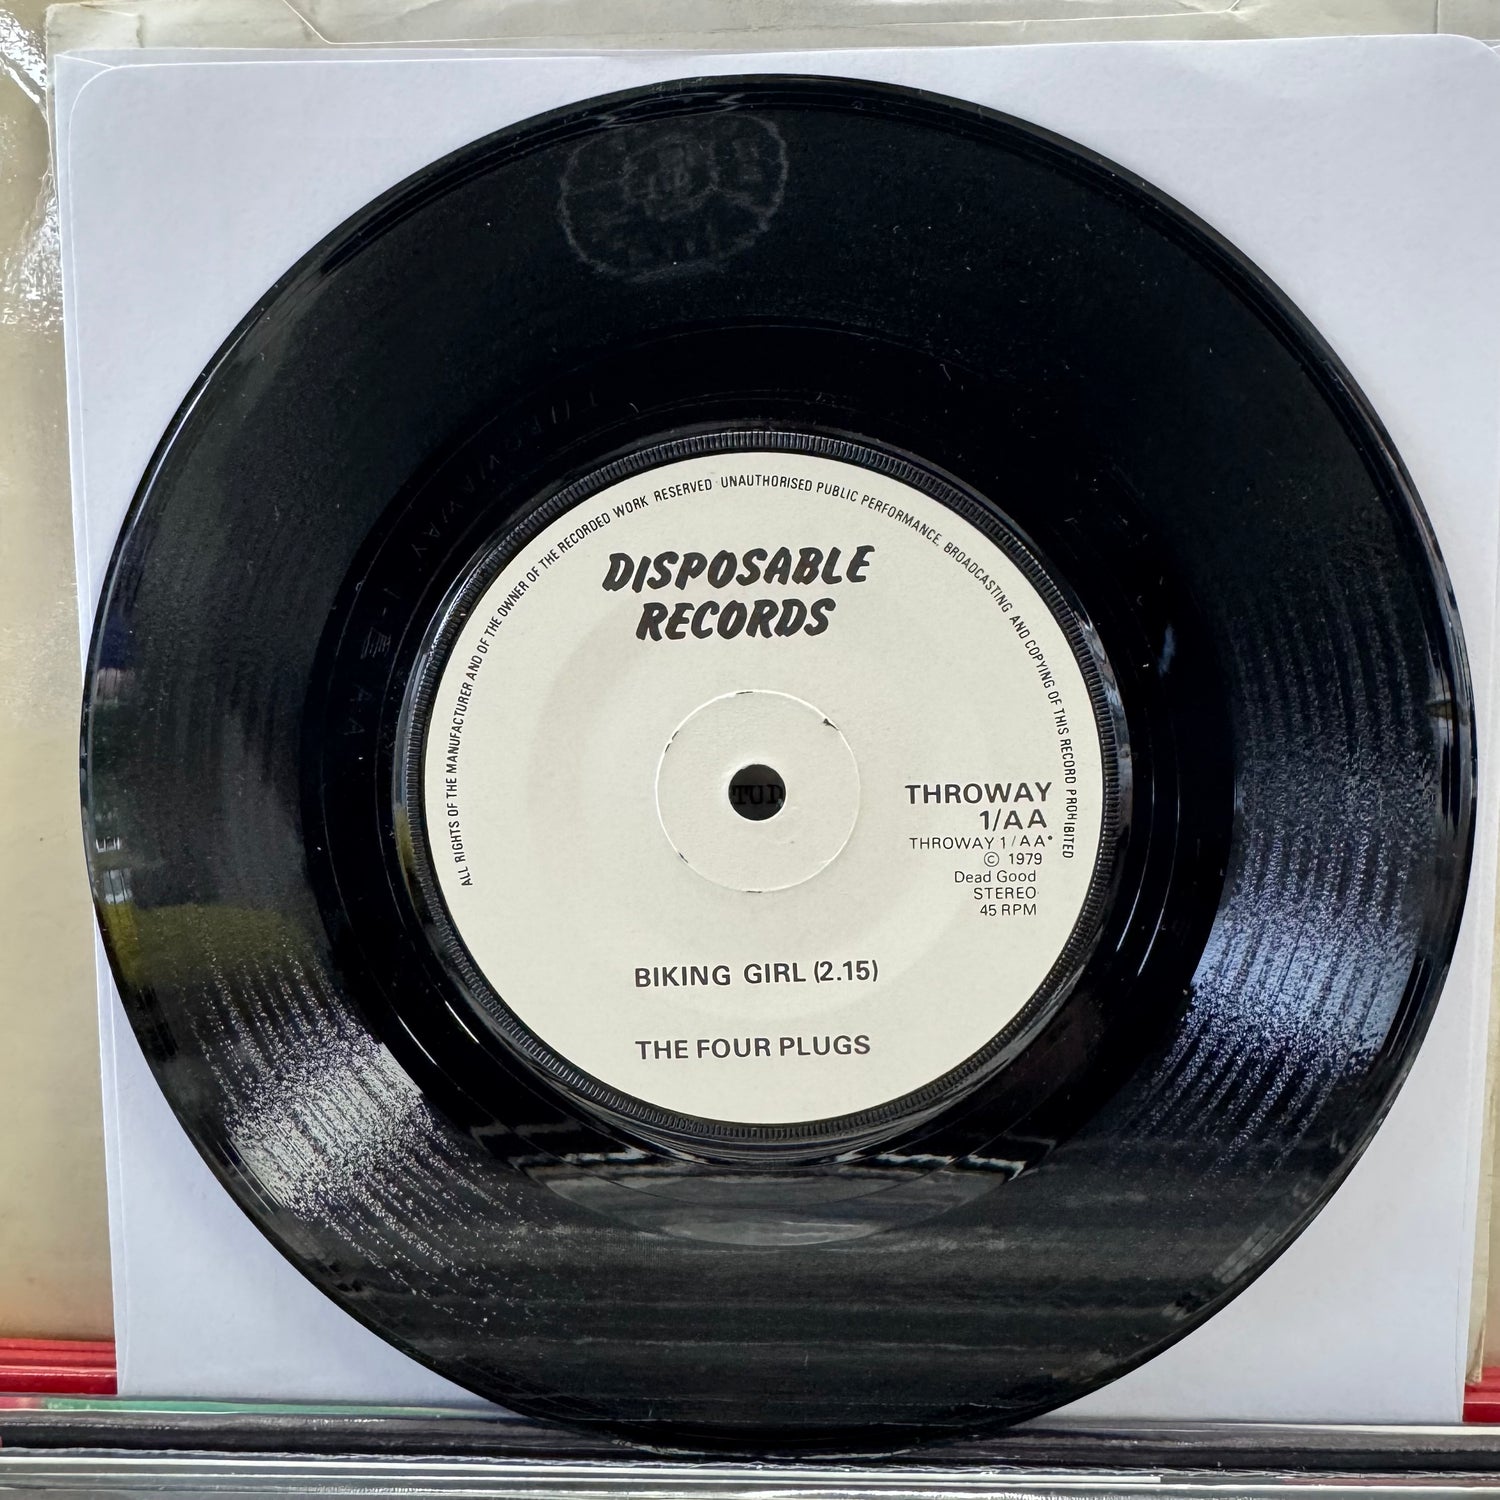 ALL RIGHTS OF THE MANUFACTURER AND OF THE OWNER OF THE RECORDED WORK RESERVED UNAUTHORISED PUBLIC PERFORMANCE, BROADCASTING AND COPYING OF THIS RECORD PROHIBITED
DISPOSABLE
RECORDS
THROWAY
1/AA
THROWAY 1/AA*
© 1979
Dead Good
STEREO
45 RPM
BIKING GIRL (2.15)
THE FOUR PLUGS